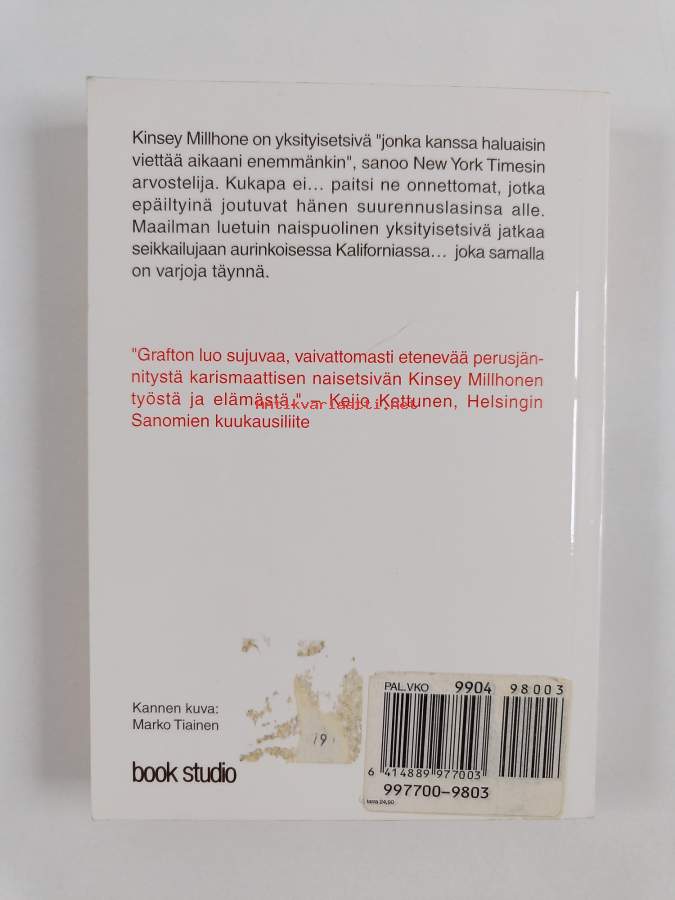 Kinsey Millhone on yksityisetsivä "jonka kanssa haluaisin
viettää aikaani enemmänkin", sanoo New York Timesin
arvostelija. Kukapa ei... paitsi ne onnettomat, jotka
epäiltyinä joutuvat hänen suurennuslasinsa alle.
Maailman luetuin naispuolinen yksityisetsivä jatkaa
seikkailujaan aurinkoisessa Kaliforniassa... joka samalla
on varjoja täynnä.
"Grafton luo sujuvaa, vaivattomasti etenevää perusjän-
nitystä karismaattisen naisetsivän Kinsey Millhonen
työstä ja elämästä." – Keijo Kettunen, Helsingin
Antikvariaatti.net
Sanomien kuukausiliite
Kannen kuva:
Marko Tiainen
book studio
19
PAL.VKO 9904 98003
6 414889 977003
997700-9803